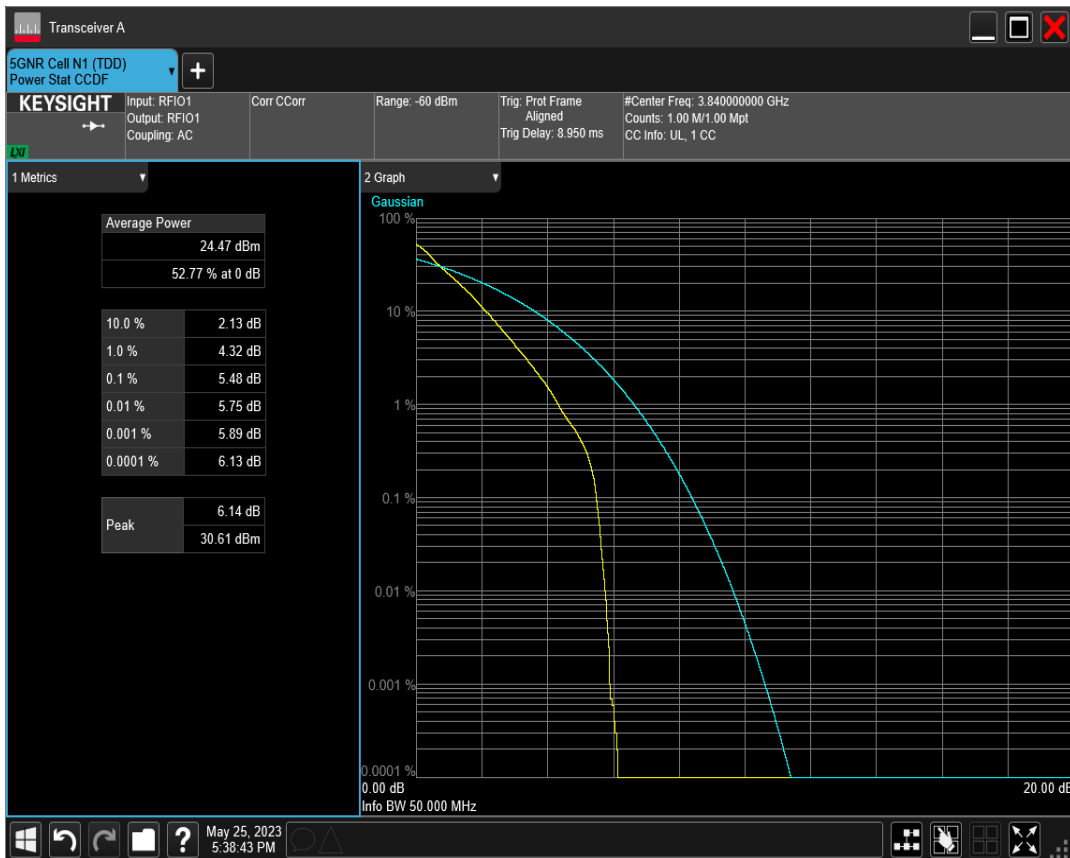 Transceiver A
5GNR Cell N1 (TDD)
Power Stat CCDF
KEYSIGHT
LXI
Input: RFIO1
Output: RFIO1
Coupling: AC
Corr CCorr
Range: -60 dBm
Trig: Prot Frame
Aligned
Trig Delay: 8.950 ms
#Center Freq: 3.840000000 GHz
Counts: 1.00 M/1.00 Mpt
CC Info: UL, 1 CC
1 Metrics
Average Power
24.47 dBm
52.77 % at 0 dB
10.0 % 2.13 dB
1.0 % 4.32 dB
0.1 % 5.48 dB
0.01 % 5.75 dB
0.001 % 5.89 dB
0.0001 % 6.13 dB
Peak 6.14 dB
30.61 dBm
2 Graph
Gaussian
100 %
10 %
1 %
0.1 %
0.01 %
0.001 %
0.0001 %
0.00 dB 20.00 dB
Info BW 50.000 MHz
?
May 25, 2023
5:38:43 PM